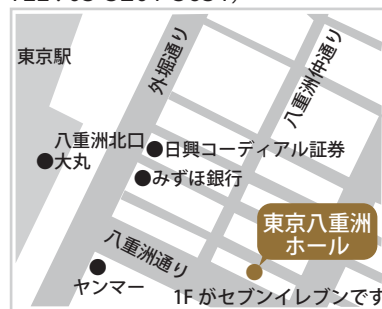 東京駅
外堀通り
八重洲仲通り
八重洲北口
●大丸
●日興コーディアル証券
●みずほ銀行
東京八重洲
ホール
八重洲通り
ヤンマー
1Fがセブンイレブンです